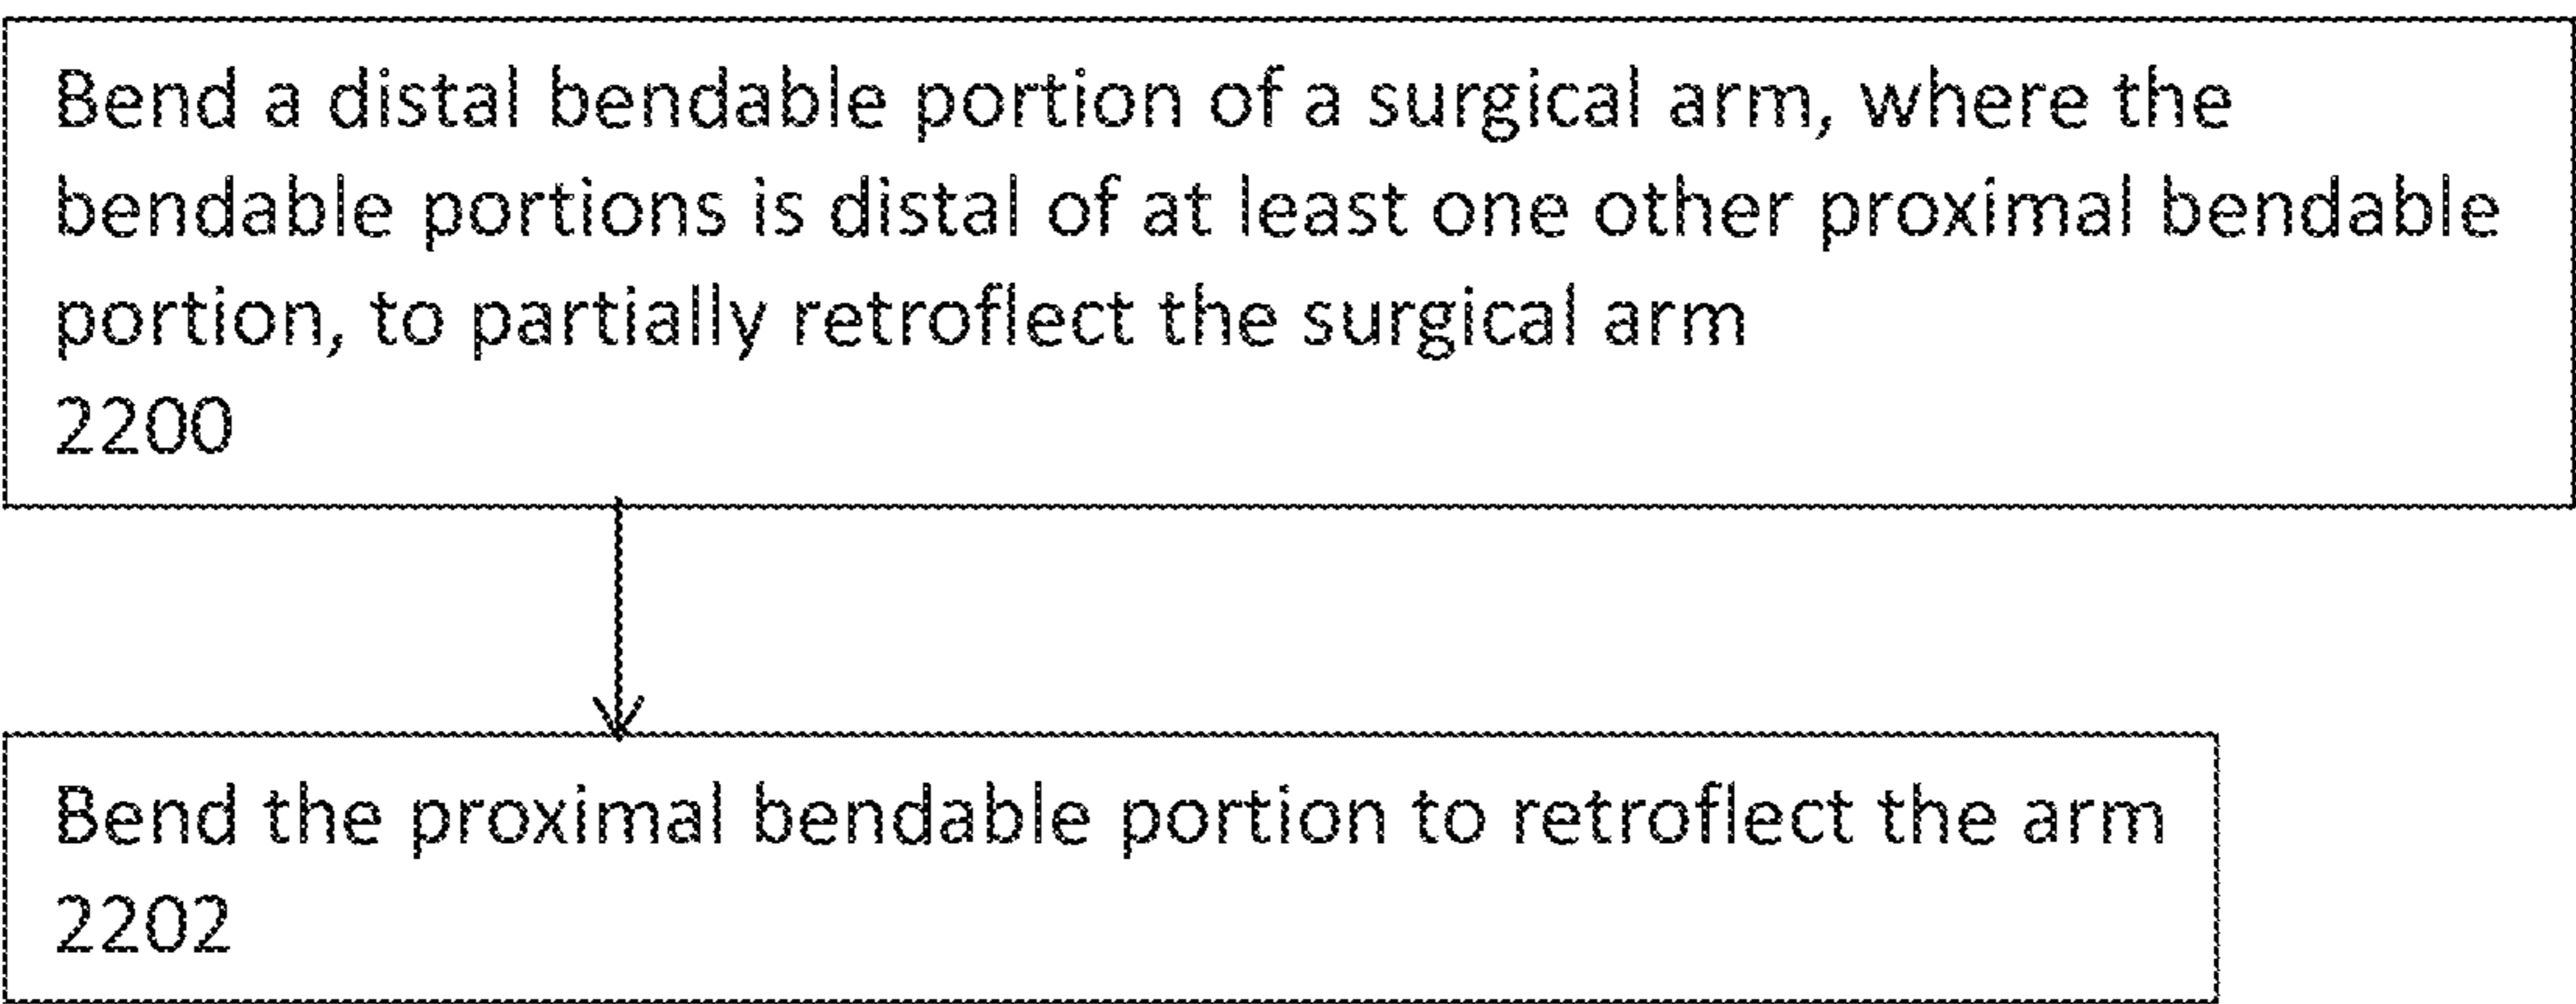 Bend a distal bendable portion of a surgical arm, where the
bendable portions is distal of at least one other proximal bendable
portion, to partially retroflect the surgical arm
2200
Bend the proximal bendable portion to retroflect the arm
2202